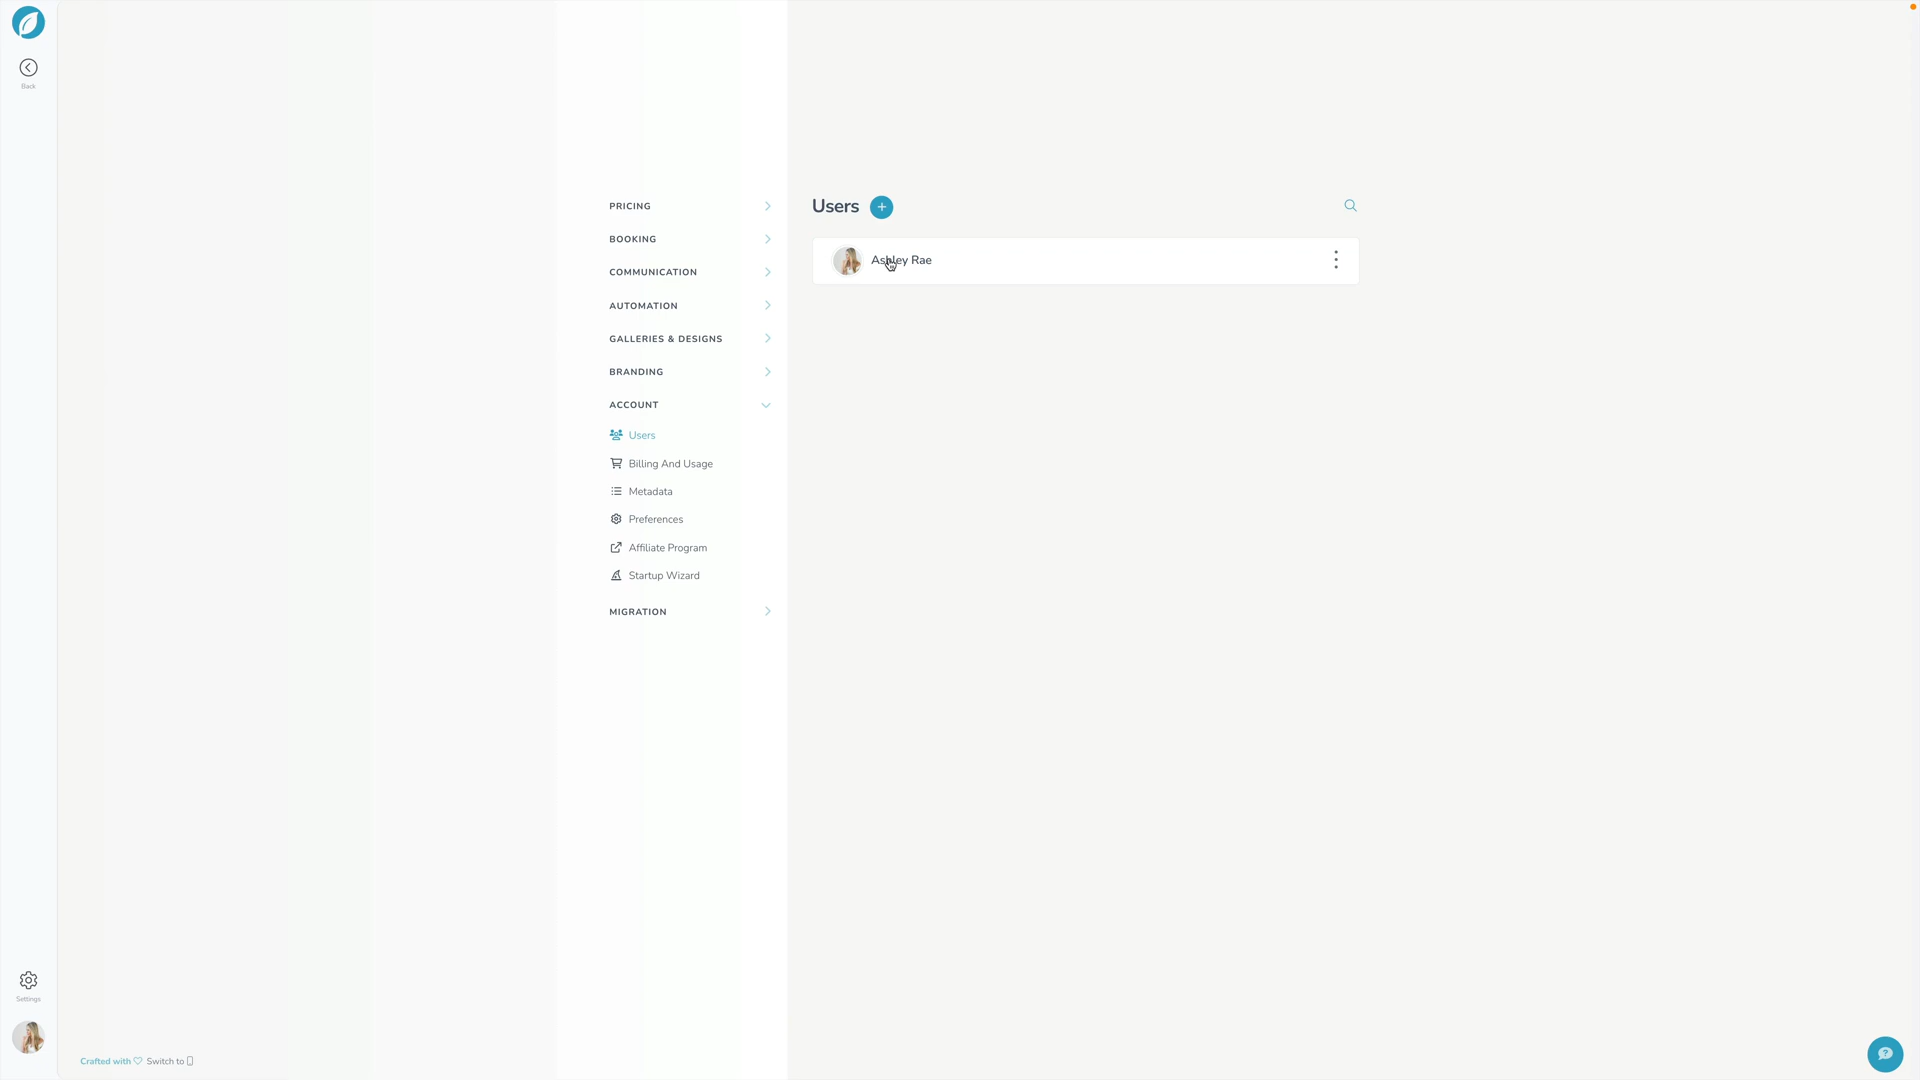 Back
PRICING
BOOKING
COMMUNICATION
AUTOMATION
GALLERIES & DESIGNS
BRANDING
ACCOUNT
Users
Billing And Usage
Metadata
Preferences
Affiliate Program
Startup Wizard
MIGRATION
Users
Ashley Rae
Settings
Crafted with Switch to